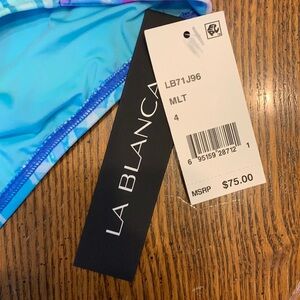 LA BLANCA
LB71J96
MLT
4
6 95159 28712 1
MSRP $75.00